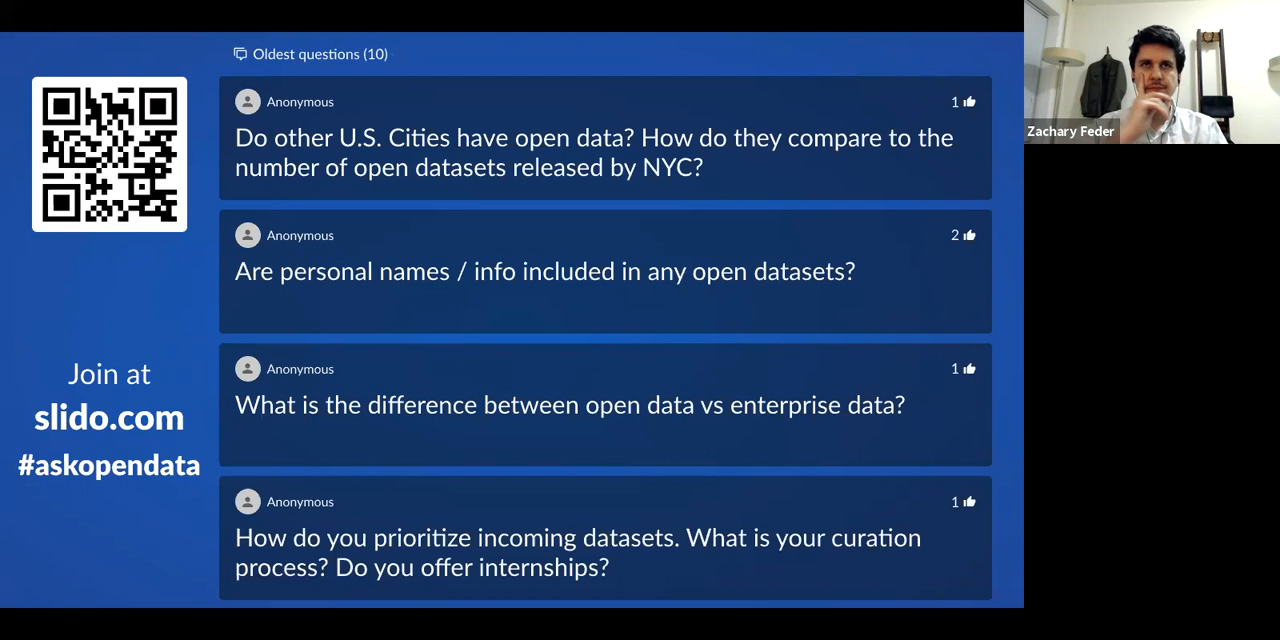 Oldest questions (10)
Anonymous
1
Do other U.S. Cities have open data? How do they compare to the
number of open datasets released by NYC?
Anonymous
2
Are personal names / info included in any open datasets?
Anonymous
1
What is the difference between open data vs enterprise data?
Anonymous
1
How do you prioritize incoming datasets. What is your curation
process? Do you offer internships?
Join at
slido.com
#askopendata
Zachary Feder